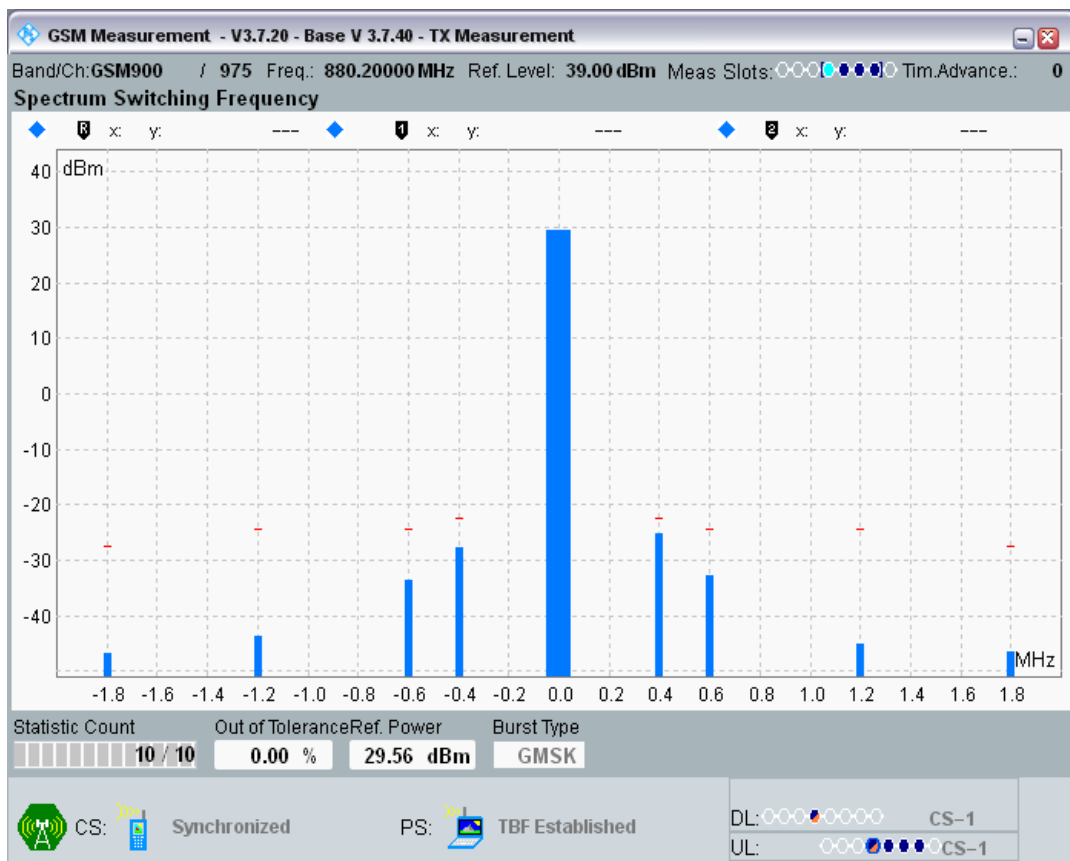 GSM Measurement - V3.7.20 - Base V 3.7.40 - TX Measurement
Band/Ch:GSM900 / 975 Freq.: 880.20000 MHz Ref. Level: 39.00 dBm Meas Slots: Tim.Advance.: 0
Spectrum Switching Frequency
R x: y: --- 1 x: y: --- 2 x: y: ---
dBm
40
30
20
10
0
-10
-20
-30
-40
MHz
-1.8 -1.6 -1.4 -1.2 -1.0 -0.8 -0.6 -0.4 -0.2 0.0 0.2 0.4 0.6 0.8 1.0 1.2 1.4 1.6 1.8
Statistic Count Out of Tolerance Ref. Power Burst Type
10 / 10 0.00 % 29.56 dBm GMSK
CS: Synchronized PS: TBF Established
DL: CS-1
UL: CS-1